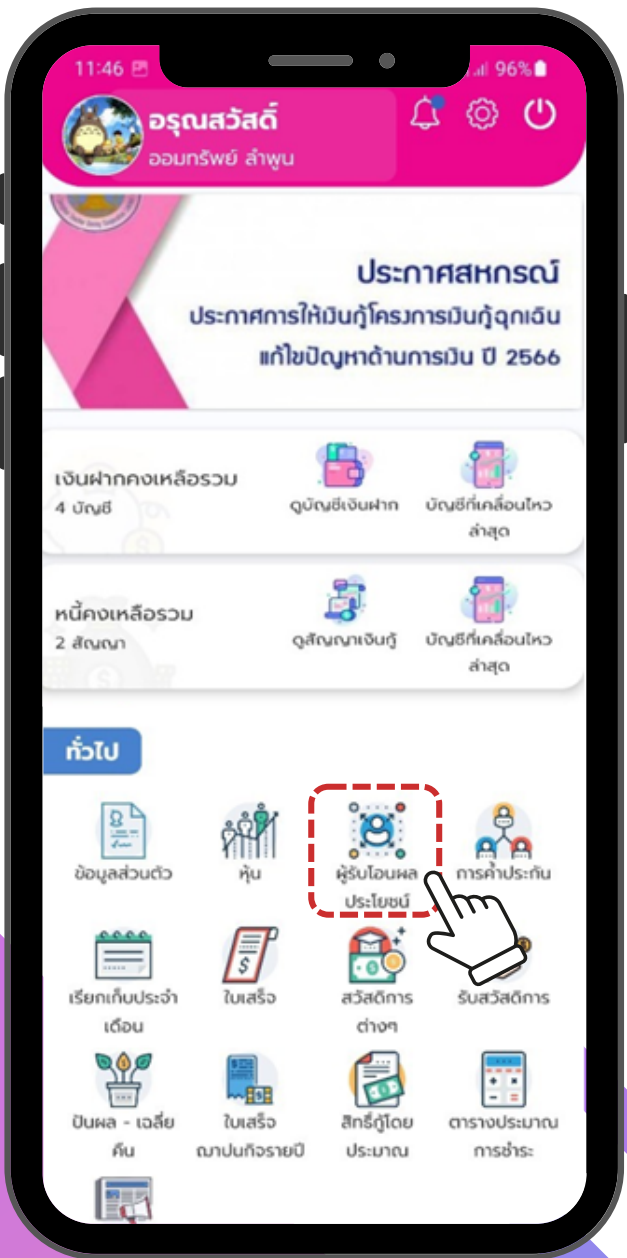 11:46
96%
อรุณสวัสดิ์
ออมทรัพย์ ลำพูน
ประกาศสหกรณ์
ประกาศการให้เงินกู้โครงการเงินกู้ฉุกเฉิน
แก้ไขปัญหาด้านการเงิน ปี 2566
เงินฝากคงเหลือรวม
4 บัญชี
ดูบัญชีเงินฝาก
บัญชีที่เคลื่อนไหว
ล่าสุด
หนี้คงเหลือรวม
2 สัญญา
ดูสัญญาเงินกู้
บัญชีที่เคลื่อนไหว
ล่าสุด
ทั่วไป
ข้อมูลส่วนตัว
หุ้น
ผู้รับโอนผล
ประโยชน์
การค้ำประกัน
เรียกเก็บประจำ
เดือน
ใบเสร็จ
สวัสดิการ
ต่างๆ
รับสวัสดิการ
ปันผล - เฉลี่ย
คืน
ใบเสร็จ
ฌาปนกิจรายปี
สิทธิ์กู้โดย
ประมาณ
ตารางประมาณ
การชำระ